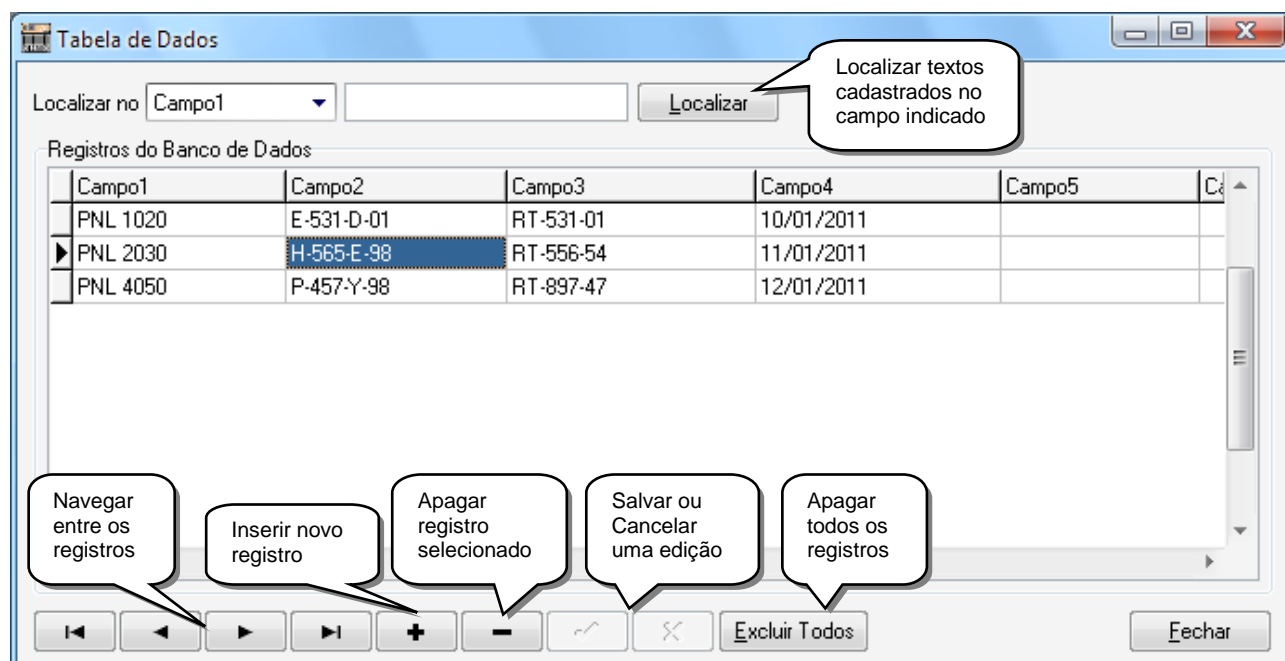 Tabela de Dados
Localizar no Campo1 Localizar
Localizar textos
cadastrados no
campo indicado
Registros do Banco de Dados
Campo1 Campo2 Campo3 Campo4 Campo5
PNL 1020 E-531-D-01 RT-531-01 10/01/2011
PNL 2030 H-565-E-98 RT-556-54 11/01/2011
PNL 4050 P-457-Y-98 RT-897-47 12/01/2011
Navegar
entre os
registros
Inserir novo
registro
Apagar
registro
selecionado
Salvar ou
Cancelar
uma edição
Apagar
todos os
registros
Excluir Todos Fechar